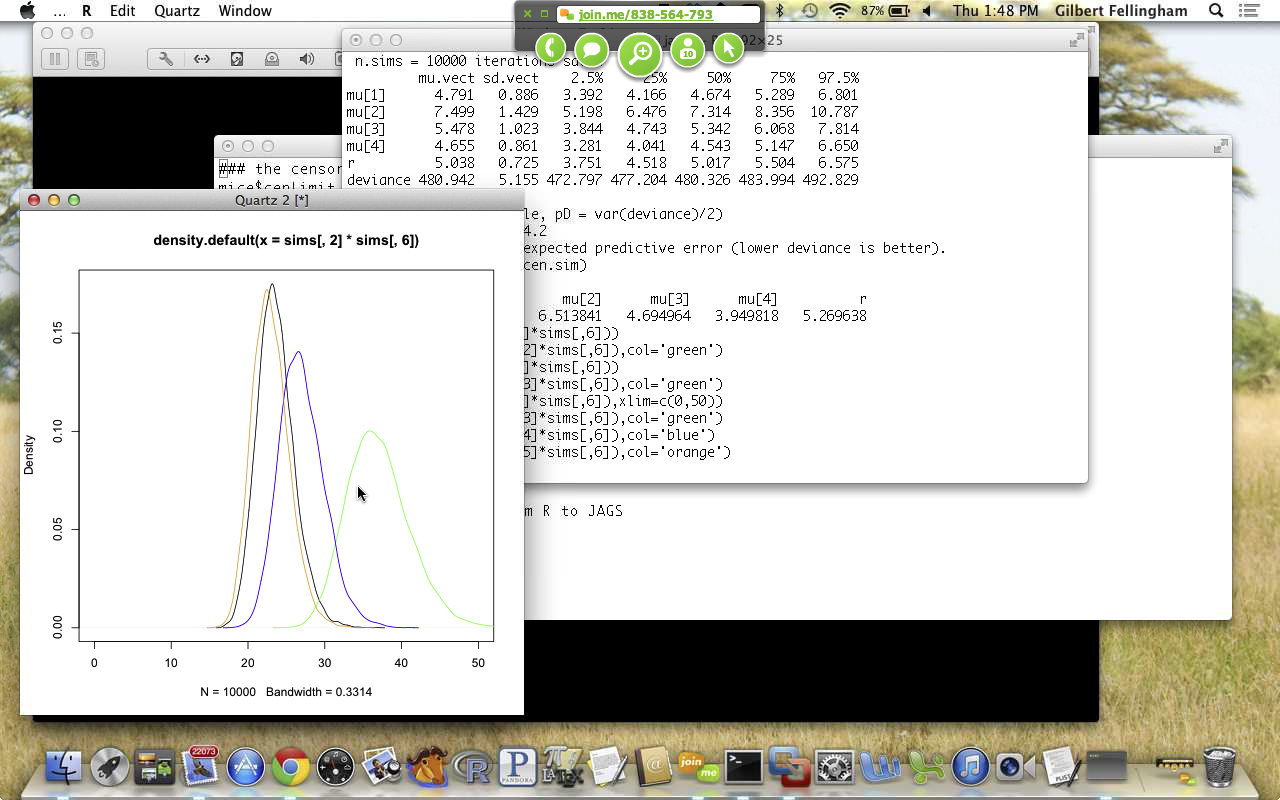 ... R Edit Quartz Window
join.me/838-564-793
87% Thu 1:48 PM Gilbert Fellingham
92×25
n.sims = 10000 iterations
mu.vect sd.vect 2.5% 25% 50% 75% 97.5%
mu[1] 4.791 0.886 3.392 4.166 4.674 5.289 6.801
mu[2] 7.499 1.429 5.198 6.476 7.314 8.356 10.787
mu[3] 5.478 1.023 3.844 4.743 5.342 6.068 7.814
mu[4] 4.655 0.861 3.281 4.041 4.543 5.147 6.650
r 5.038 0.725 3.751 4.518 5.017 5.504 6.575
deviance 480.942 5.155 472.797 477.204 480.326 483.994 492.829
le, pD = var(deviance)/2)
4.2
expected predictive error (lower deviance is better).
cen.sim)
mu[2] mu[3] mu[4] r
6.513841 4.694964 3.949818 5.269638
]*sims[,6]))
2]*sims[,6]),col='green')
]*sims[,6]))
3]*sims[,6]),col='green')
]*sims[,6]),xlim=c(0,50))
3]*sims[,6]),col='green')
4]*sims[,6]),col='blue')
5]*sims[,6]),col='orange')
### the censor
mice$cenlimit
m R to JAGS
Quartz 2 [*]
density.default(x = sims[, 2] * sims[, 6])
Density
0.15
0.10
0.05
0.00
0 10 20 30 40 50
N = 10000 Bandwidth = 0.3314
10
22073
R
P
PANDORA
LATEX
@
join
me
>_
PLIST